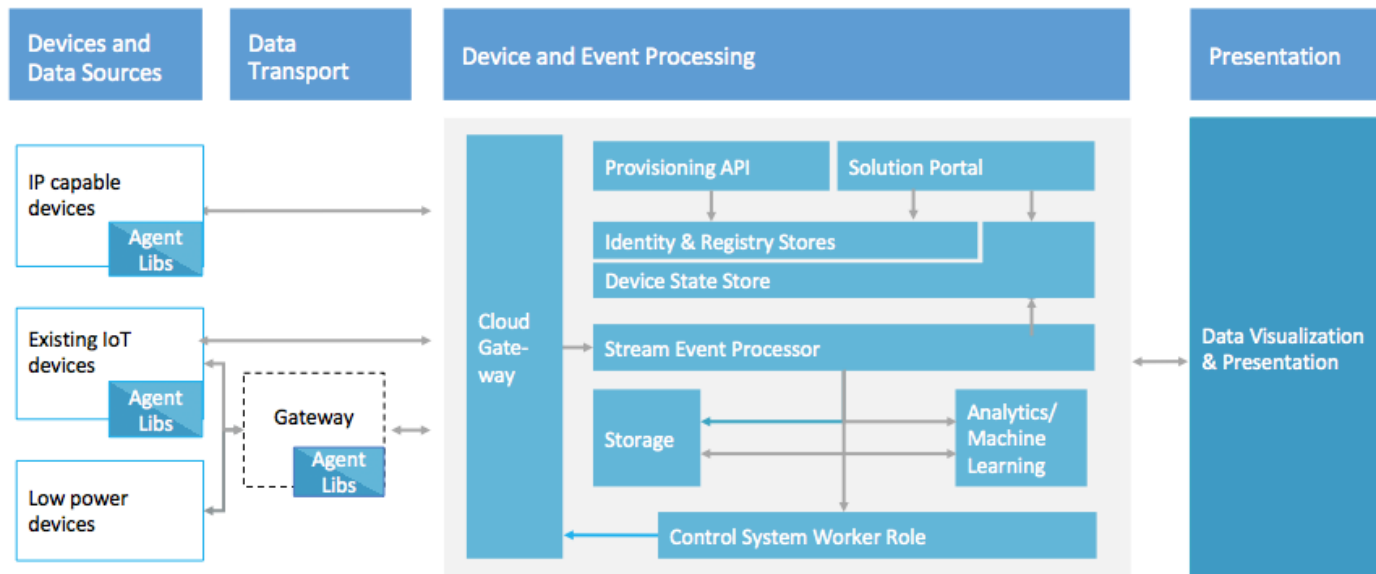 Devices and
Data Sources
Data
Transport
Device and Event Processing
Presentation
IP capable
devices
Agent
Libs
Existing IoT
devices
Agent
Libs
Low power
devices
Gateway
Agent
Libs
Cloud
Gate-
way
Provisioning API
Solution Portal
Identity & Registry Stores
Device State Store
Stream Event Processor
Storage
Analytics/
Machine
Learning
Control System Worker Role
Data Visualization
& Presentation